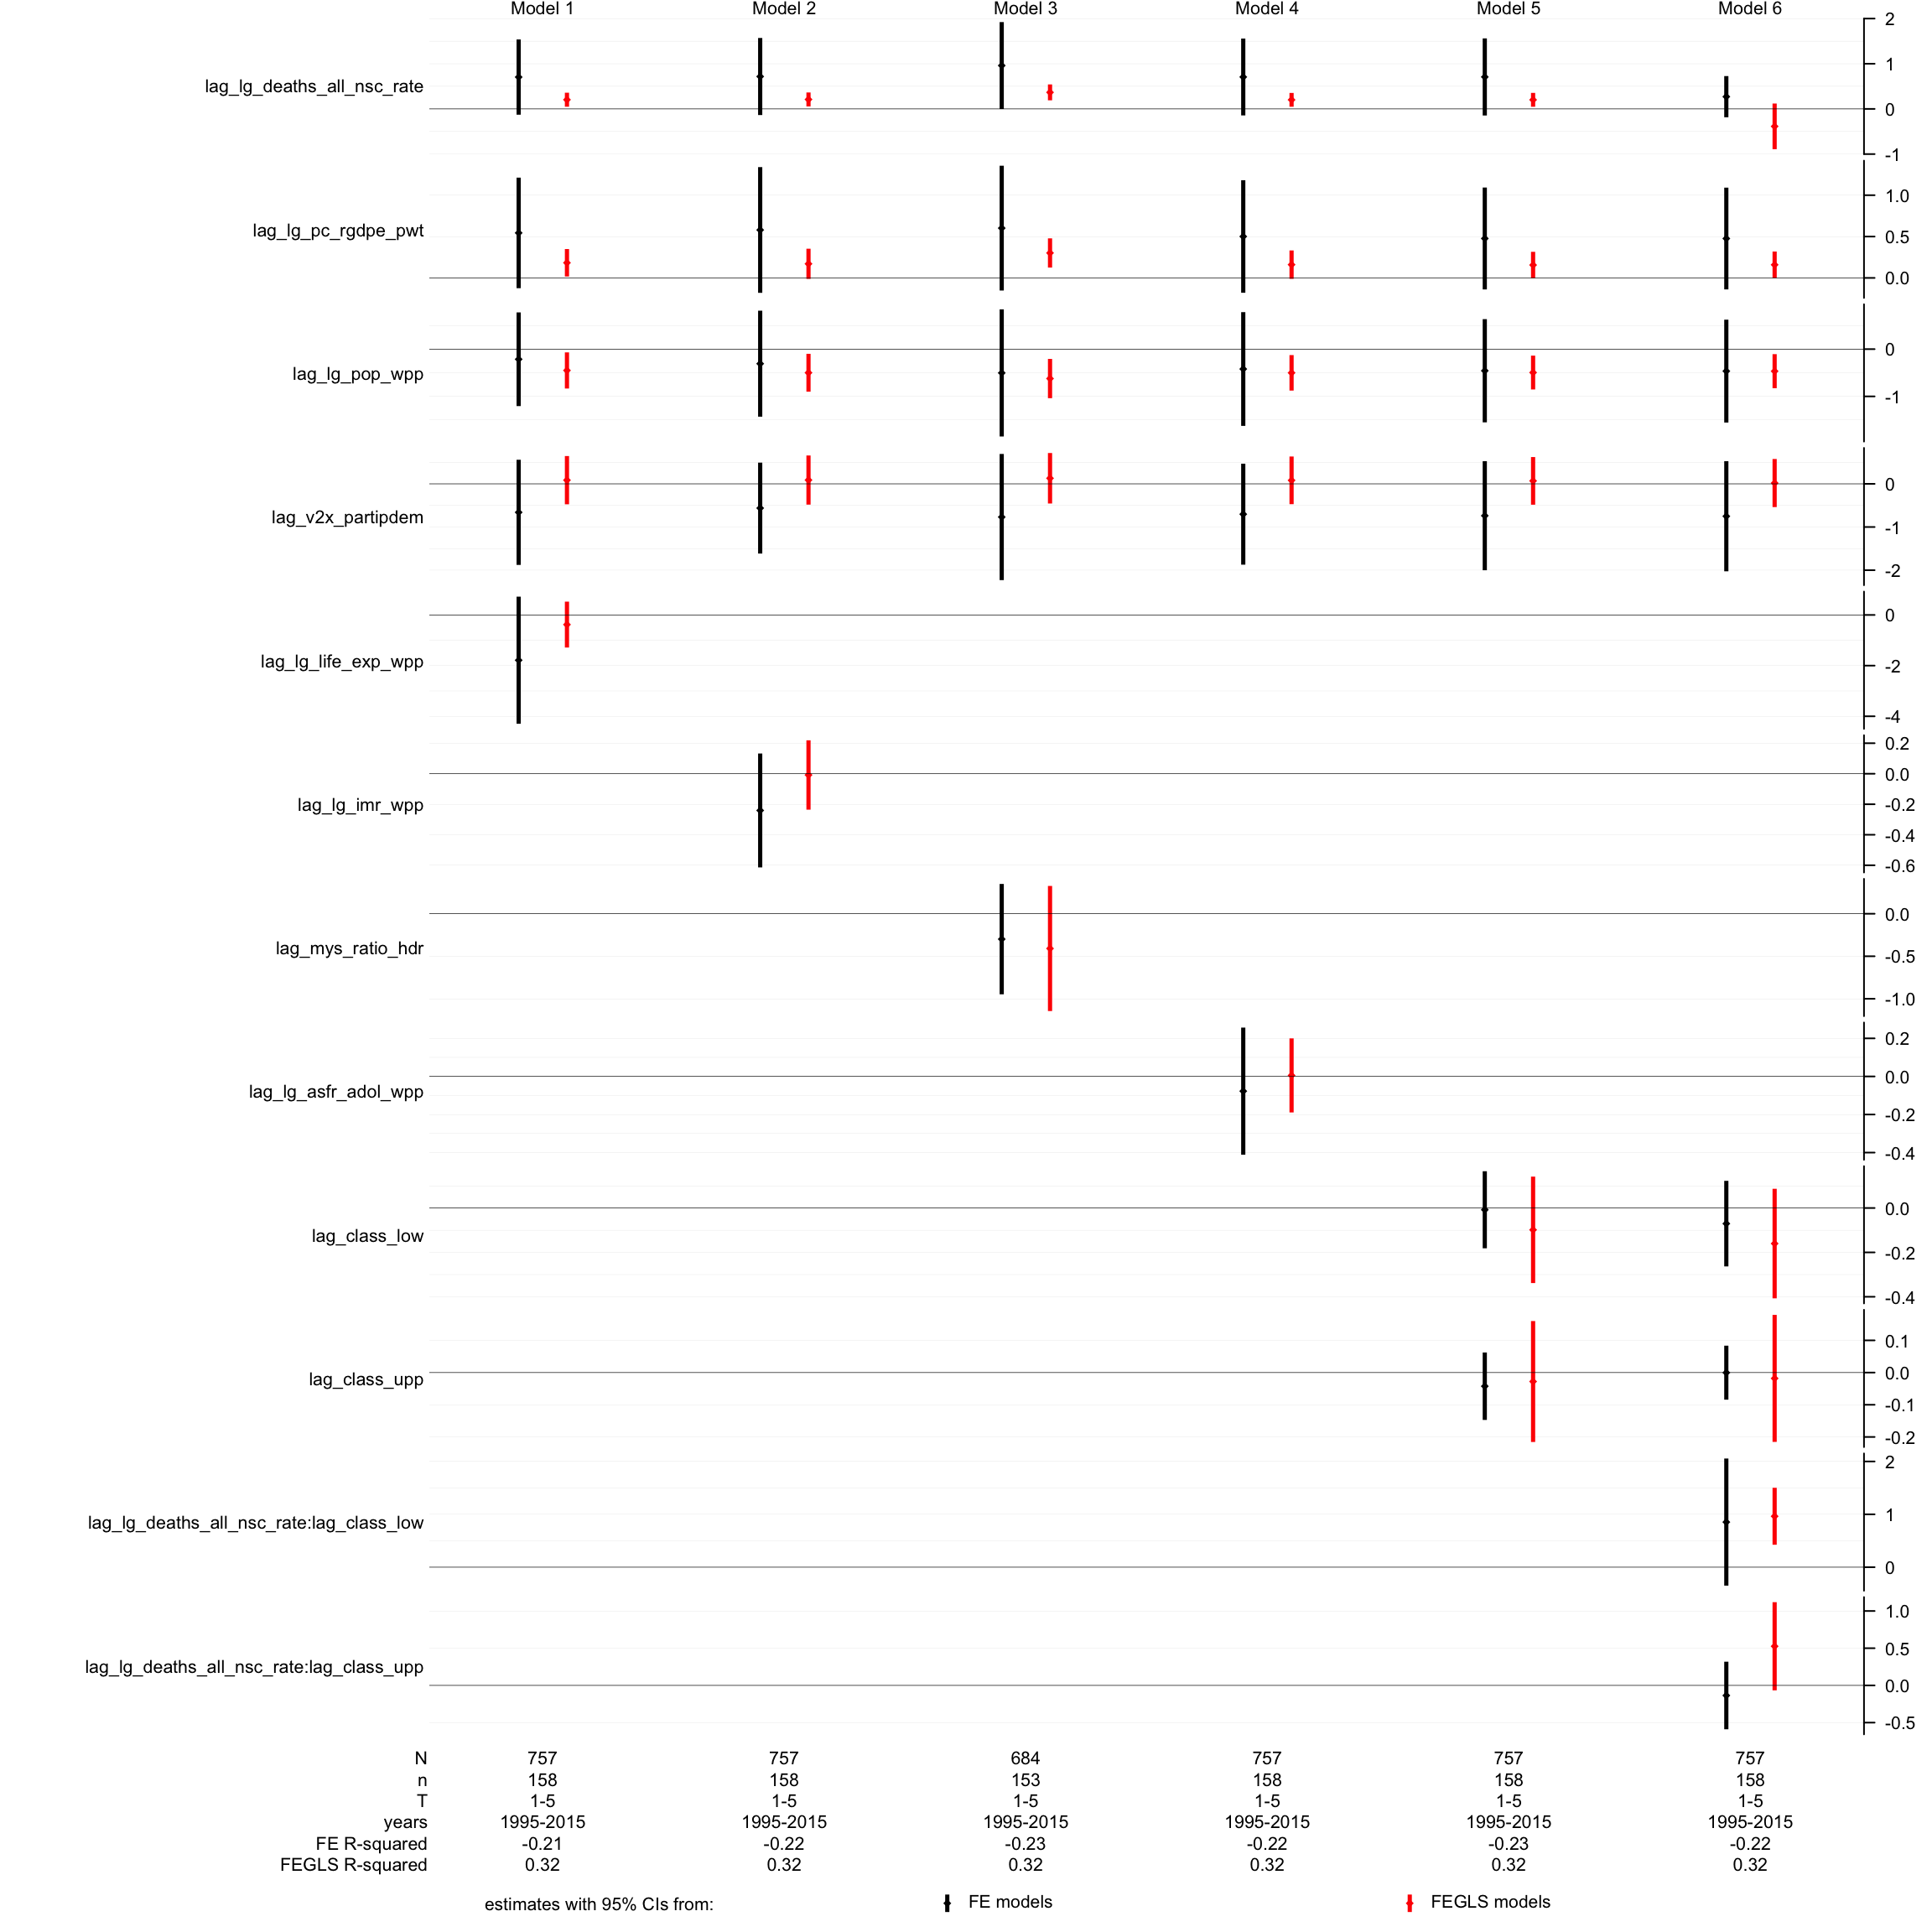 Model 1 Model 2 Model 3 Model 4 Model 5 Model 6
lag_lg_deaths_all_nsc_rate
2
1
0
-1
lag_lg_pc_rgdpe_pwt
1.0
0.5
0.0
lag_lg_pop_wpp
0
-1
lag_v2x_partipdem
0
-1
-2
lag_lg_life_exp_wpp
0
-2
-4
lag_lg_imr_wpp
0.2
0.0
-0.2
-0.4
-0.6
lag_mys_ratio_hdr
0.0
-0.5
-1.0
lag_lg_asfr_adol_wpp
0.2
0.0
-0.2
-0.4
lag_class_low
0.0
-0.2
-0.4
lag_class_upp
0.1
0.0
-0.1
-0.2
lag_lg_deaths_all_nsc_rate:lag_class_low
2
1
0
lag_lg_deaths_all_nsc_rate:lag_class_upp
1.0
0.5
0.0
-0.5
N 757 757 684 757 757 757
n 158 158 153 158 158 158
T 1-5 1-5 1-5 1-5 1-5 1-5
years 1995-2015 1995-2015 1995-2015 1995-2015 1995-2015 1995-2015
FE R-squared -0.21 -0.22 -0.23 -0.22 -0.23 -0.22
FEGLS R-squared 0.32 0.32 0.32 0.32 0.32 0.32
estimates with 95% CIs from: FE models FEGLS models